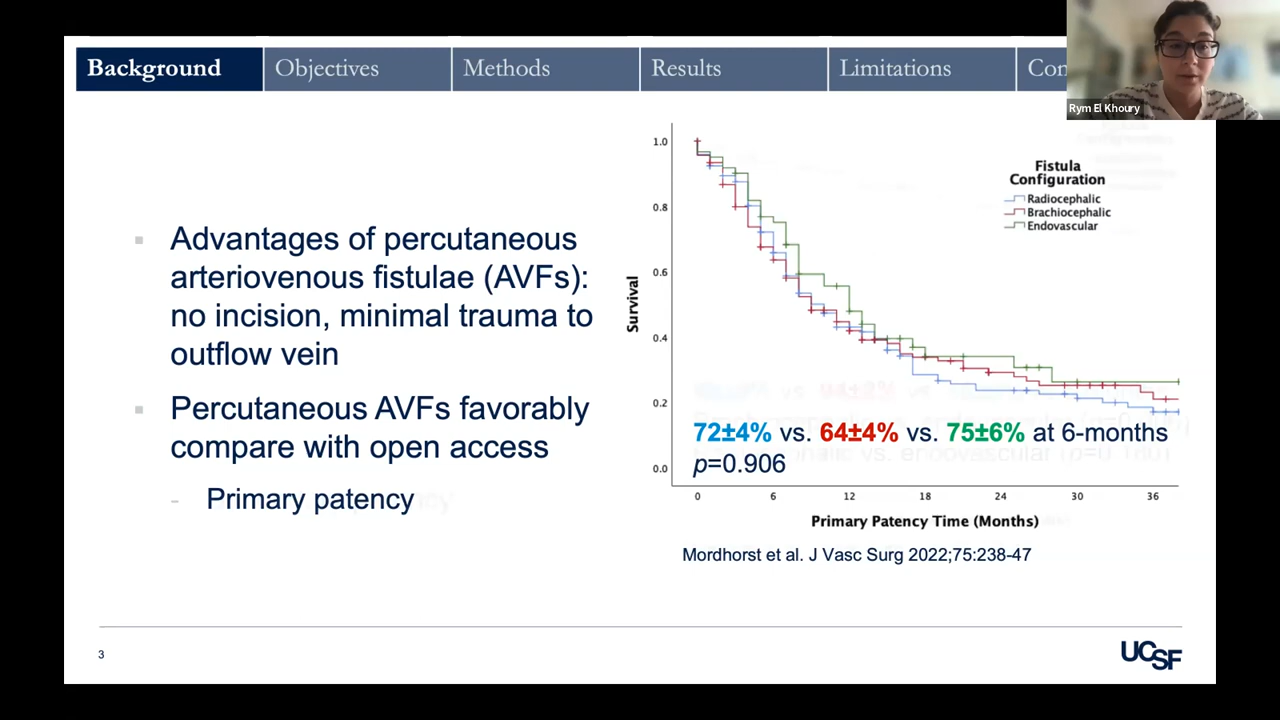 Background
Objectives
Methods
Results
Limitations
Con
Rym El Khoury
Advantages of percutaneous
arteriovenous fistulae (AVFs):
no incision, minimal trauma to
outflow vein
Percutaneous AVFs favorably
compare with open access
- Primary patency
1.0
0.8
0.6
0.4
0.2
0.0
Survival
Fistula
Configuration
Radiocephalic
Brachiocephalic
Endovascular
72±4% vs. 64±4% vs. 75±6% at 6-months
p=0.906
0 6 12 18 24 30 36
Primary Patency Time (Months)
Mordhorst et al. J Vasc Surg 2022;75:238-47
3
UCSF